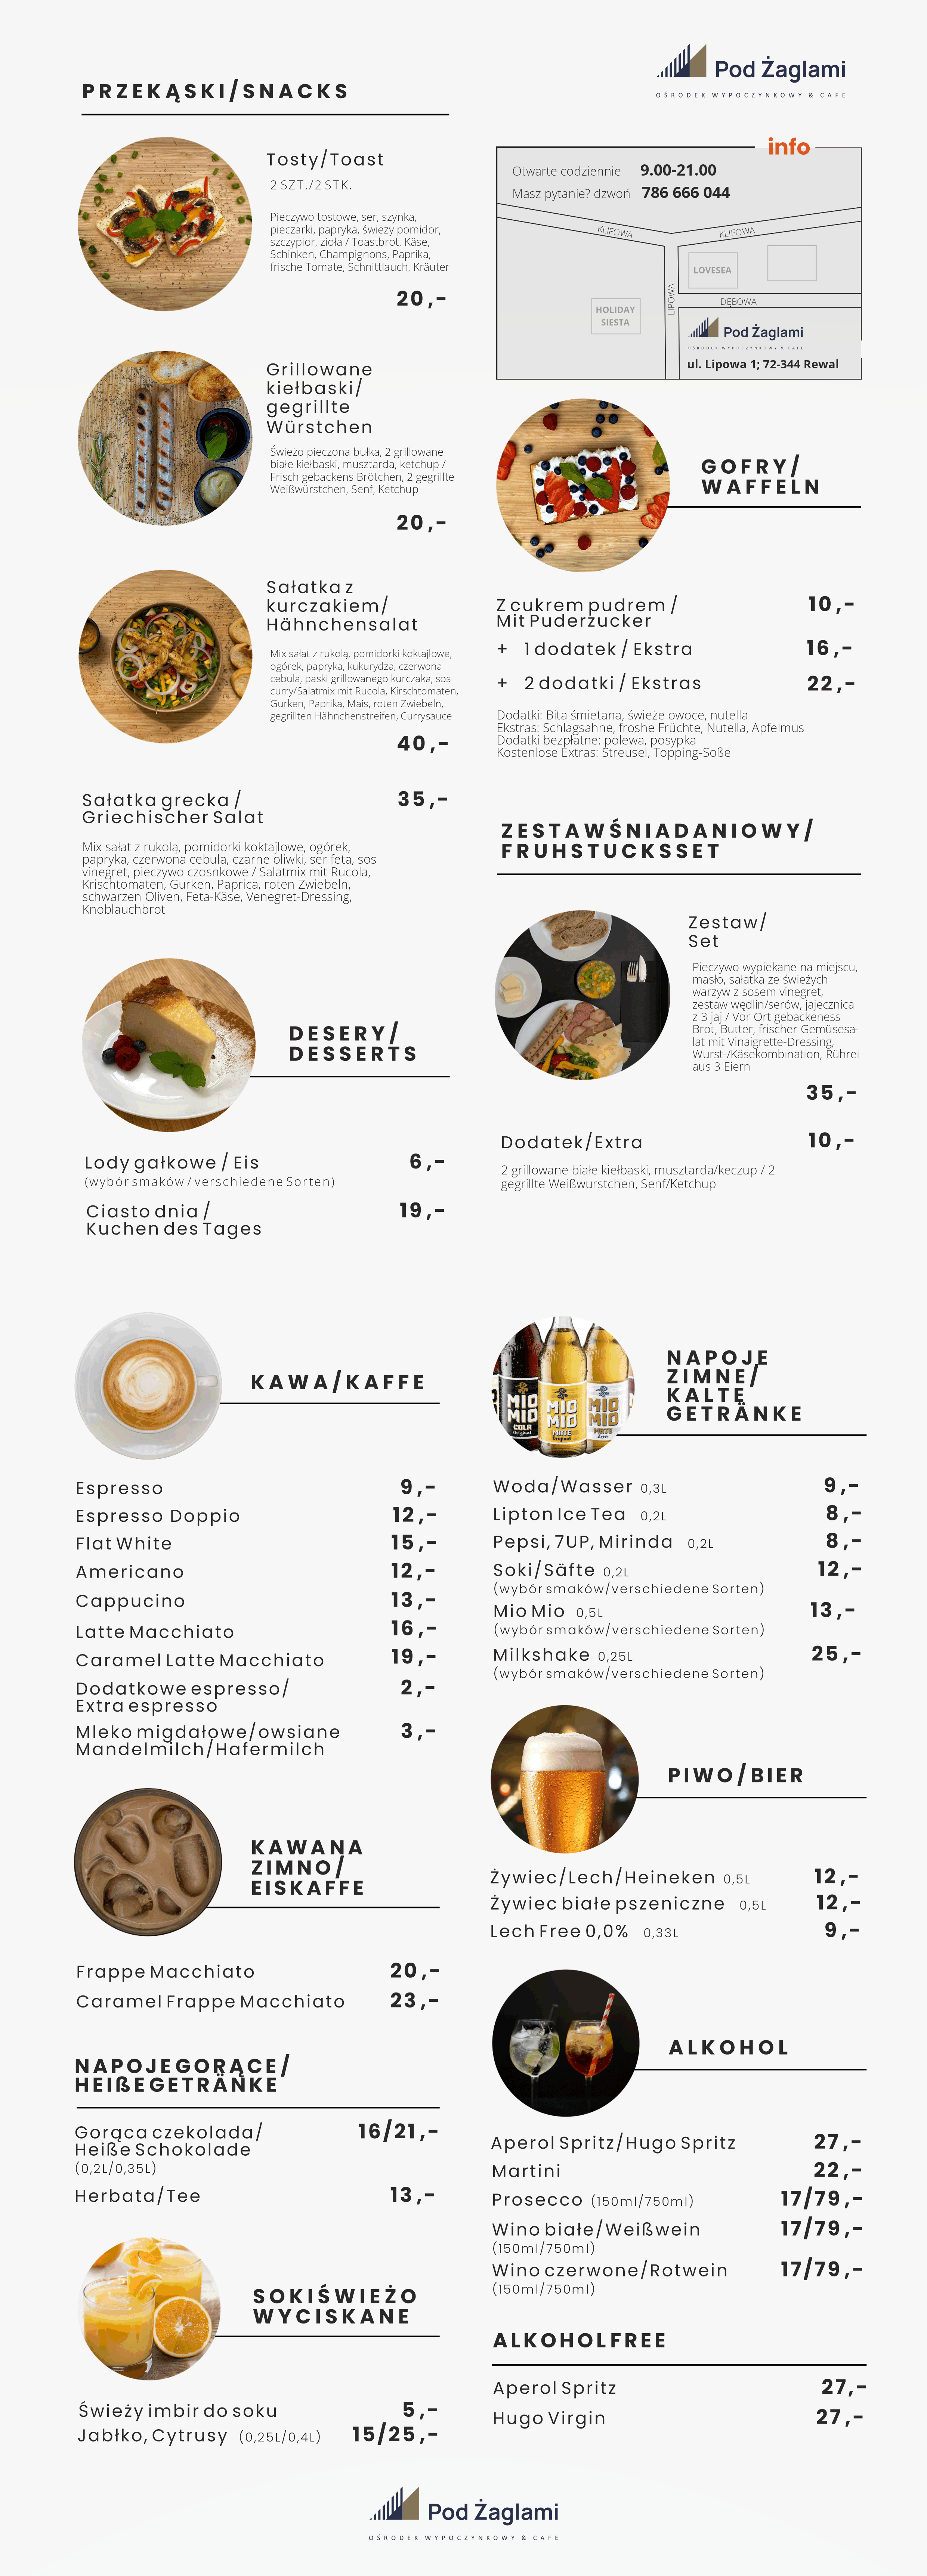 Pod Żaglami
OŚRODEK WYPOCZYNKOWY & CAFE
PRZEKĄSKI/SNACKS
Tosty/Toast
2 SZT./2 STK.
Pieczywo tostowe, ser, szynka,
pieczarki, papryka, świeży pomidor,
szczypior, zioła / Toastbrot, Käse,
Schinken, Champignons, Paprika,
frische Tomate, Schnittlauch, Kräuter
20,-
Grillowane
kiełbaski/
gegrillte
Würstchen
Świeżo pieczona bułka, 2 grillowane
białe kiełbaski, musztarda, ketchup /
Frisch gebackens Brötchen, 2 gegrillte
Weißwürstchen, Senf, Ketchup
20,-
Sałatka z
kurczakiem/
Hähnchensalat
Mix sałat z rukolą, pomidorki koktajlowe,
ogórek, papryka, kukurydza, czerwona
cebula, paski grillowanego kurczaka, sos
curry/Salatmix mit Rucola, Kirschtomaten,
Gurken, Paprika, Mais, roten Zwiebeln,
gegrillten Hähnchenstreifen, Currysauce
40,-
Sałatka grecka / 35,-
Griechischer Salat
Mix sałat z rukolą, pomidorki koktajlowe, ogórek,
papryka, czerwona cebula, czarne oliwki, ser feta, sos
vinegret, pieczywo czosnkowe / Salatmix mit Rucola,
Krischtomaten, Gurken, Paprica, roten Zwiebeln,
schwarzen Oliven, Feta-Käse, Venegret-Dressing,
Knoblauchbrot
DESERY/
DESSERTS
Lody gałkowe / Eis 6,-
(wybór smaków / verschiedene Sorten)
Ciasto dnia / 19,-
Kuchen des Tages
info
Otwarte codziennie 9.00-21.00
Masz pytanie? dzwoń 786 666 044
KLIFOWA
KLIFOWA
LOVESEA
LIPOWA
DĘBOWA
HOLIDAY
SIESTA
Pod Żaglami
OŚRODEK WYPOCZYNKOWY & CAFE
ul. Lipowa 1; 72-344 Rewal
GOFRY/
WAFFELN
Z cukrem pudrem / 10,-
Mit Puderzucker
+ 1 dodatek / Ekstra 16,-
+ 2 dodatki / Ekstras 22,-
Dodatki: Bita śmietana, świeże owoce, nutella
Ekstras: Schlagsahne, froshe Früchte, Nutella, Apfelmus
Dodatki bezpłatne: polewa, posypka
Kostenlose Extras: Streusel, Topping-Soße
ZESTAW ŚNIADANIOWY/
FRUHSTUCKSSET
Zestaw/
Set
Pieczywo wypiekane na miejscu,
masło, sałatka ze świeżych
warzyw z sosem vinegret,
zestaw wędlin/serów, jajecznica
z 3 jaj / Vor Ort gebackeness
Brot, Butter, frischer Gemüsesa-
lat mit Vinaigrette-Dressing,
Wurst-/Käsekombination, Rührei
aus 3 Eiern
35,-
Dodatek/Extra 10,-
2 grillowane białe kiełbaski, musztarda/keczup / 2
gegrillte Weißwurstchen, Senf/Ketchup
KAWA/KAFFE
Espresso 9,-
Espresso Doppio 12,-
Flat White 15,-
Americano 12,-
Cappucino 13,-
Latte Macchiato 16,-
Caramel Latte Macchiato 19,-
Dodatkowe espresso/ 2,-
Extra espresso
Mleko migdałowe/owsiane 3,-
Mandelmilch/Hafermilch
KAWA NA
ZIMNO/
EISKAFFE
Frappe Macchiato 20,-
Caramel Frappe Macchiato 23,-
NAPOJE GORĄCE/
HEIßE GETRÄNKE
Gorąca czekolada/ 16/21,-
Heiße Schokolade
(0,2L/0,35L)
Herbata/Tee 13,-
SOKI ŚWIEŻO
WYCISKANE
Świeży imbir do soku 5,-
Jabłko, Cytrusy (0,25L/0,4L) 15/25,-
MIO
MIO
COLA
Original
MIO
MIO
MATE
Original
MIO
MIO
MATE
NAPOJE
ZIMNE/
KALTE
GETRÄNKE
Woda/Wasser 0,3L 9,-
Lipton Ice Tea 0,2L 8,-
Pepsi, 7UP, Mirinda 0,2L 8,-
Soki/Säfte 0,2L 12,-
(wybór smaków/verschiedene Sorten)
Mio Mio 0,5L 13,-
(wybór smaków/verschiedene Sorten)
Milkshake 0,25L 25,-
(wybór smaków/verschiedene Sorten)
PIWO/BIER
Żywiec/Lech/Heineken 0,5L 12,-
Żywiec białe pszeniczne 0,5L 12,-
Lech Free 0,0% 0,33L 9,-
ALKOHOL
Aperol Spritz/Hugo Spritz 27,-
Martini 22,-
Prosecco (150ml/750ml) 17/79,-
Wino białe/Weißwein 17/79,-
(150ml/750ml)
Wino czerwone/Rotwein 17/79,-
(150ml/750ml)
ALKOHOLFREE
Aperol Spritz 27,-
Hugo Virgin 27,-
Pod Żaglami
OŚRODEK WYPOCZYNKOWY & CAFE